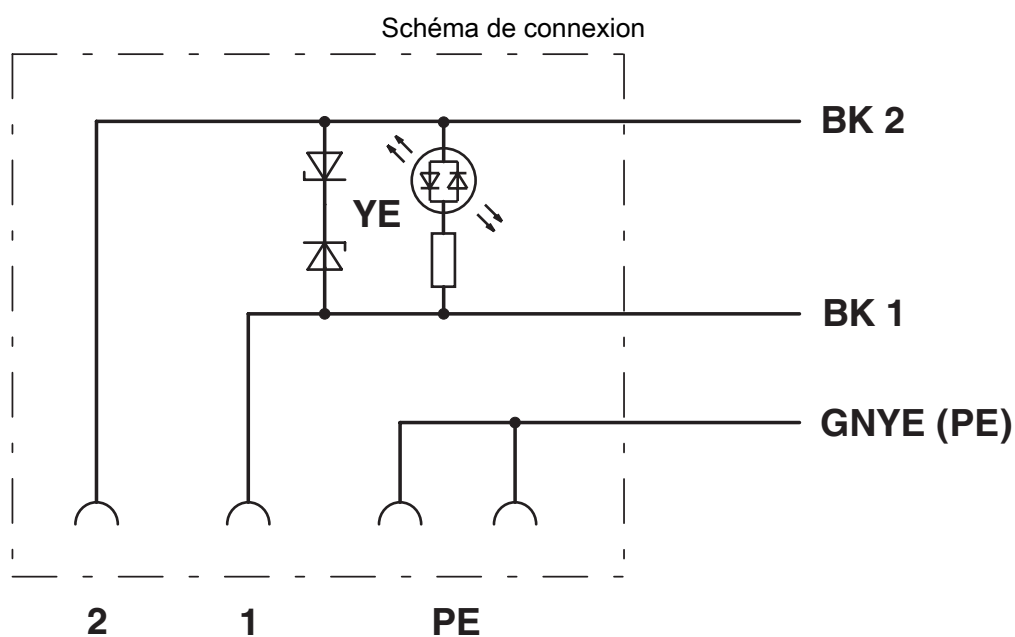 Schéma de connexion
BK 2
YE
BK 1
GNYE (PE)
2 1 PE